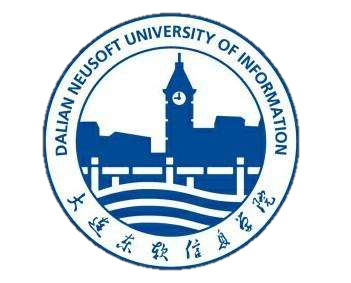 DALIAN NEUSOFT UNIVERSITY OF INFORMATION
大连东软信息学院